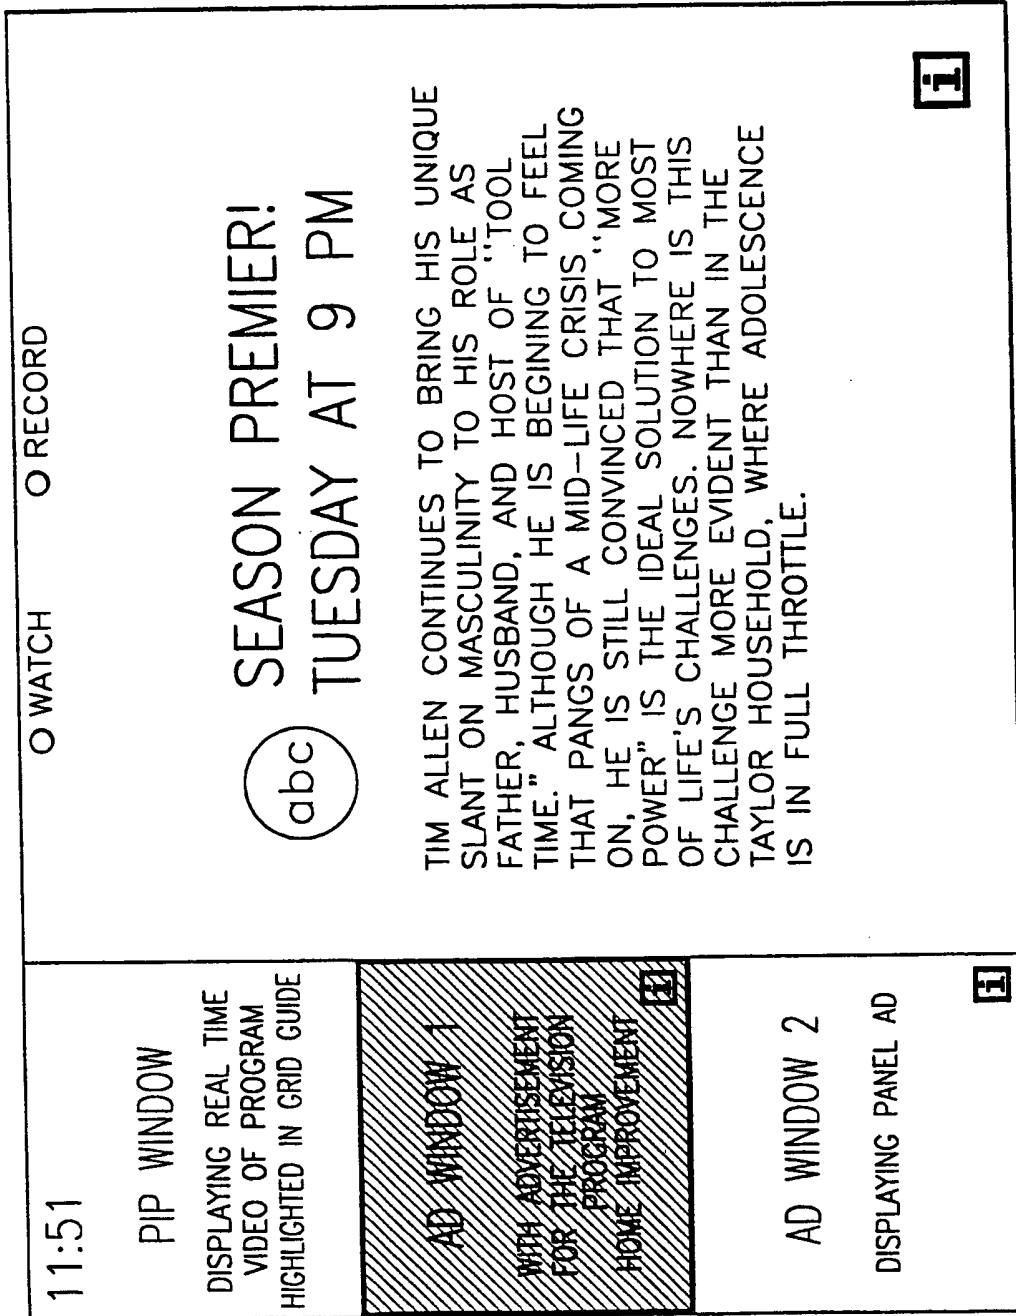 11:51
PIP WINDOW
DISPLAYING REAL TIME
VIDEO OF PROGRAM
HIGHLIGHTED IN GRID GUIDE
AD WINDOW 1
WITH ADVERTISEMENT
FOR THE TELEVISION
PROGRAM
HOME IMPROVEMENT
i
AD WINDOW 2
DISPLAYING PANEL AD
i
O WATCH O RECORD
abc
SEASON PREMIER!
TUESDAY AT 9 PM
TIM ALLEN CONTINUES TO BRING HIS UNIQUE
SLANT ON MASCULINITY TO HIS ROLE AS
FATHER, HUSBAND, AND HOST OF "TOOL
TIME." ALTHOUGH HE IS BEGINING TO FEEL
THAT PANGS OF A MID-LIFE CRISIS COMING
ON, HE IS STILL CONVINCED THAT "MORE
POWER" IS THE IDEAL SOLUTION TO MOST
OF LIFE'S CHALLENGES. NOWHERE IS THIS
CHALLENGE MORE EVIDENT THAN IN THE
TAYLOR HOUSEHOLD, WHERE ADOLESCENCE
IS IN FULL THROTTLE.
i